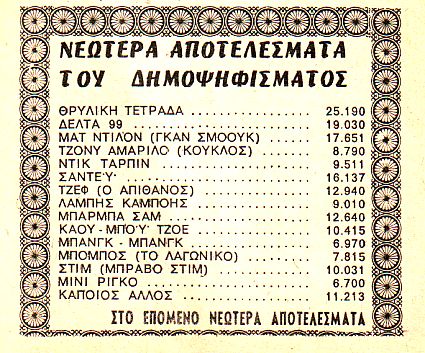 ΝΕΩΤΕΡΑ ΑΠΟΤΕΛΕΣΜΑΤΑ
ΤΟΥ ΔΗΜΟΨΗΦΙΣΜΑΤΟΣ
ΘΡΥΛΙΚΗ ΤΕΤΡΑΔΑ .................. 25.190
ΔΕΛΤΑ 99 .......................... 19.030
ΜΑΤ ΝΤΙΛΟΝ (ΓΚΑΝ ΣΜΟΟΥΚ) ....... 17.651
ΤΖΟΝΥ ΑΜΑΡΙΛΟ (ΚΟΥΚΛΟΣ) ........ 8.790
ΝΤΙΚ ΤΑΡΠΙΝ ...................... 9.511
ΣΑΝΤΕ·Υ· .......................... 16.137
ΤΖΕΦ (Ο ΑΠΙΘΑΝΟΣ) ............... 12.940
ΛΑΜΠΗΣ ΚΑΜΠΟΗΣ ................. 9.010
ΜΠΑΡΜΠΑ ΣΑΜ .................... 12.640
ΚΑΟΥ - ΜΠΟ·Υ· ΤΖΟΕ .............. 10.415
ΜΠΑΝΓΚ - ΜΠΑΝΓΚ ................ 6.970
ΜΠΟΜΠΟΣ (ΤΟ ΛΑΓΩΝΙΚΟ) .......... 7.815
ΣΤΙΜ (ΜΠΡΑΒΟ ΣΤΙΜ) .............. 10.031
ΜΙΝΙ ΡΙΓΚΟ ........................ 6.700
ΚΑΠΟΙΟΣ ΑΛΛΟΣ ................... 11.213
ΣΤΟ ΕΠΟΜΕΝΟ ΝΕΩΤΕΡΑ ΑΠΟΤΕΛΕΣΜΑΤΑ